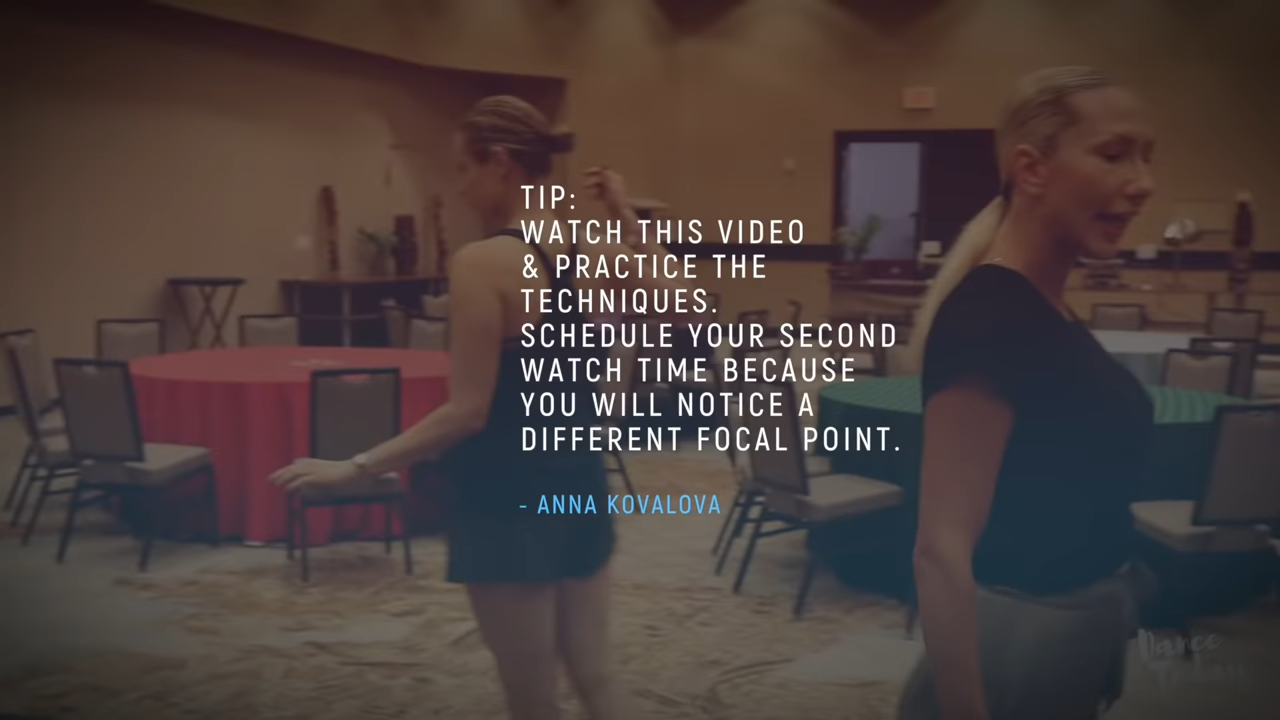 TIP:
WATCH THIS VIDEO
& PRACTICE THE
TECHNIQUES.
SCHEDULE YOUR SECOND
WATCH TIME BECAUSE
YOU WILL NOTICE A
DIFFERENT FOCAL POINT.
- ANNA KOVALOVA
Dance